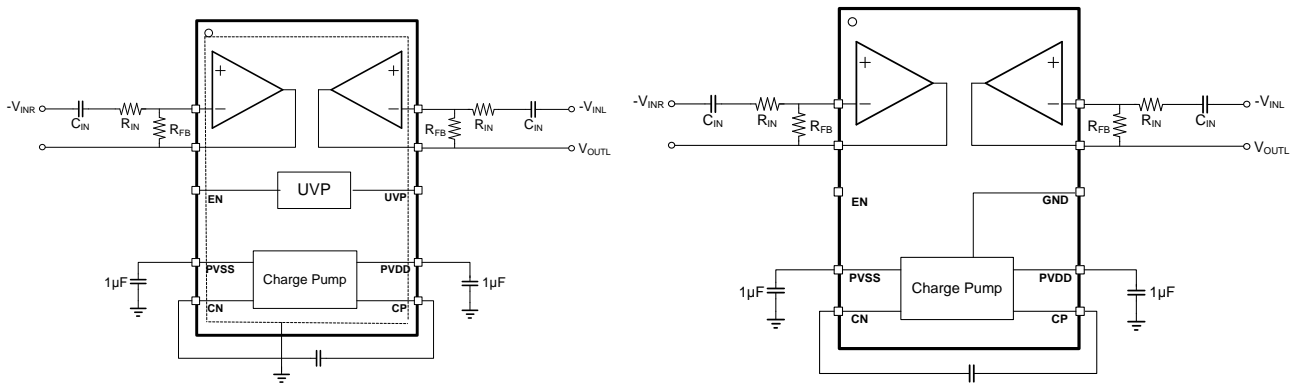 +
+
−
−
-VINR
CIN
RIN
RFB
RFB
RIN
CIN
-VINL
VOUTL
UVP
EN
UVP
PVSS
Charge Pump
PVDD
1µF
1µF
CN
CP
+
+
−
−
-VINR
CIN
RIN
RFB
RFB
RIN
CIN
-VINL
VOUTL
EN
GND
PVSS
Charge Pump
PVDD
1µF
1µF
CN
CP